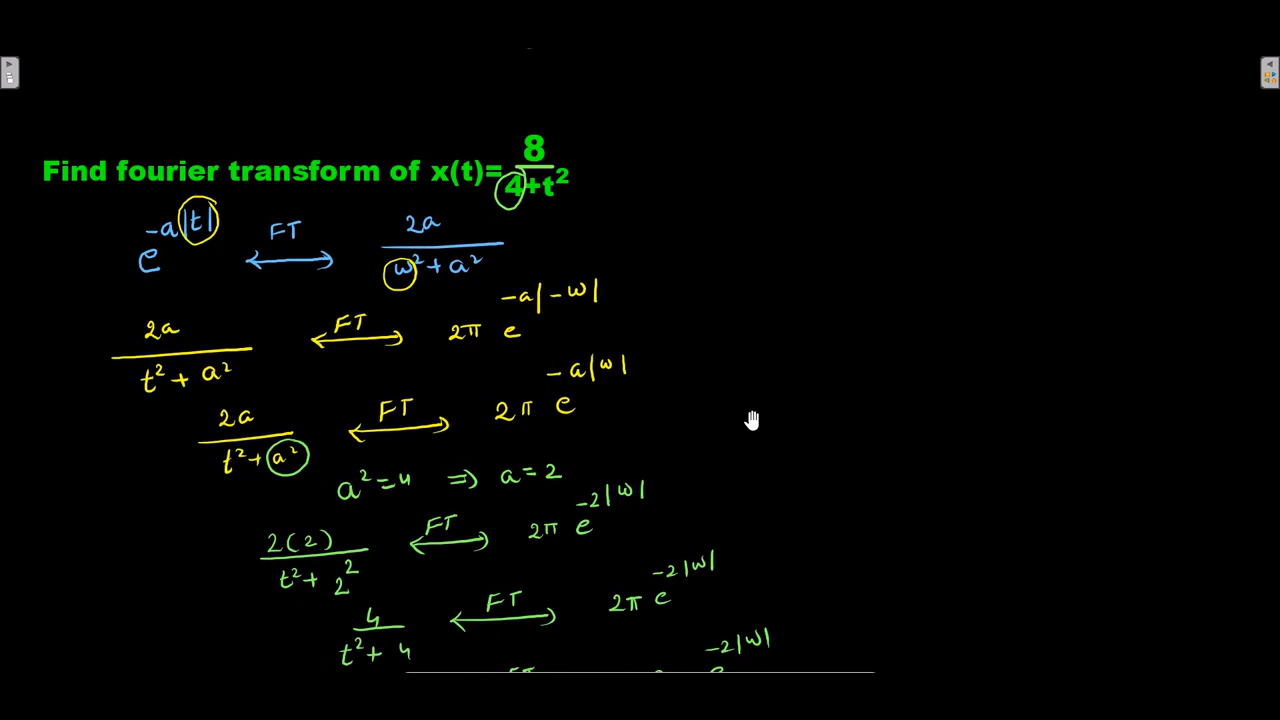 Find fourier transform of x(t)= 8/(4+t²)
e^(-a|t|) ⟷FT 2a/(ω²+a²)
2a/(t²+a²) ⟷FT 2π e^(-a|-ω|)
2a/(t²+a²) ⟷FT 2π e^(-a|ω|)
a²=4 ⇒ a=2
2(2)/(t²+2²) ⟷FT 2π e^(-2|ω|)
4/(t²+4) ⟷FT 2π e^(-2|ω|)
e^(-2|ω|)